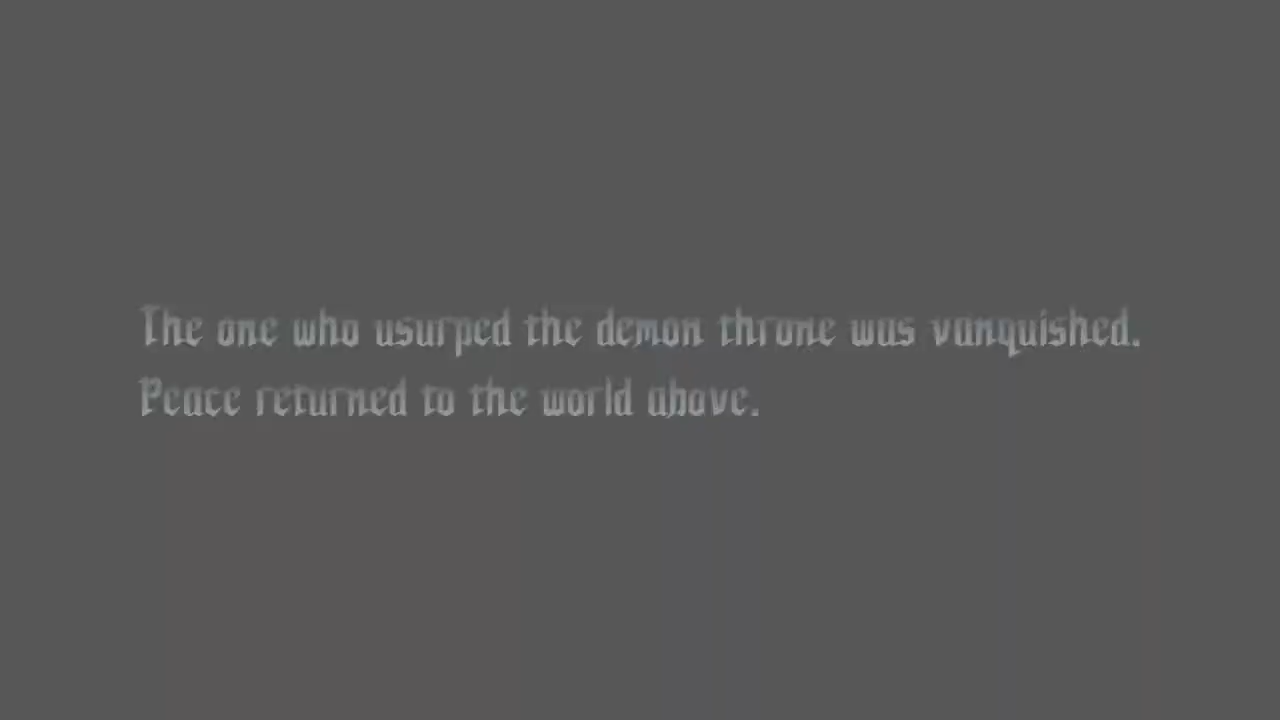 The one who usurped the demon throne was vanquished.
Peace returned to the world above.